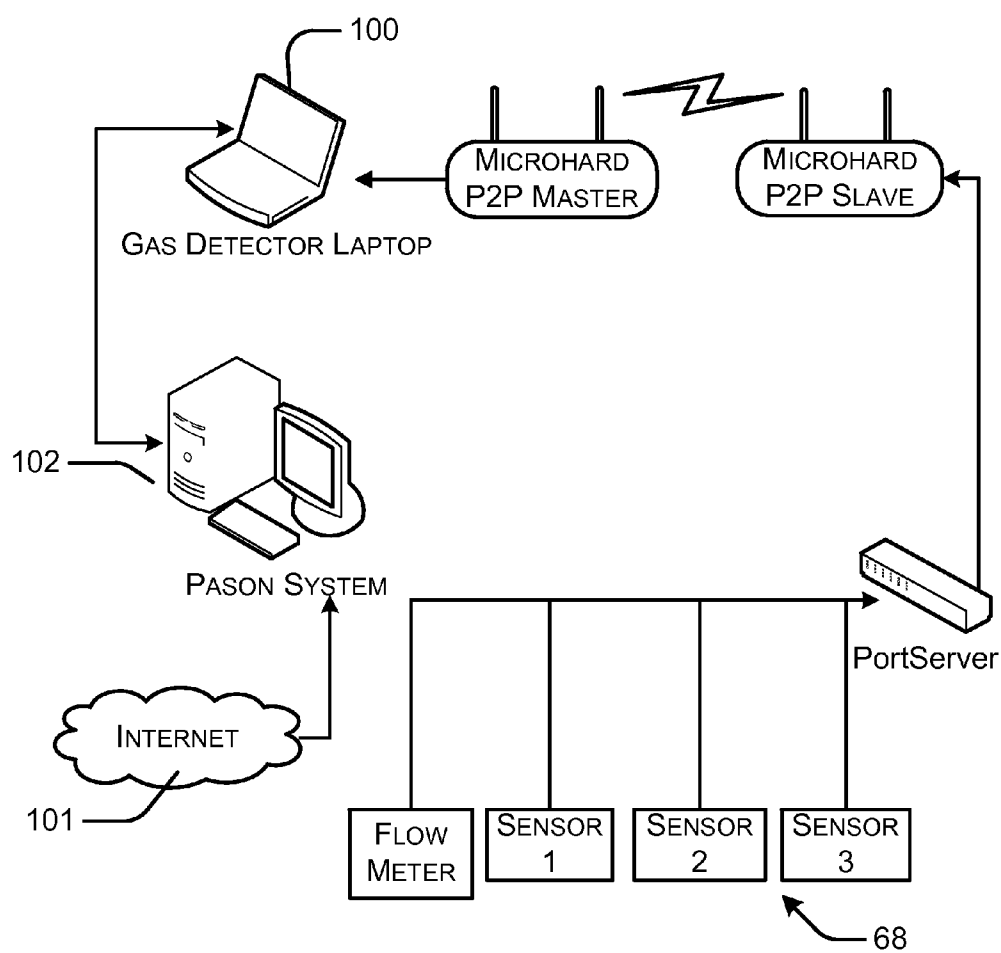 100
MICROHARD
P2P MASTER
MICROHARD
P2P SLAVE
GAS DETECTOR LAPTOP
102
PASON SYSTEM
PortServer
INTERNET
101
FLOW
METER
SENSOR
1
SENSOR
2
SENSOR
3
68